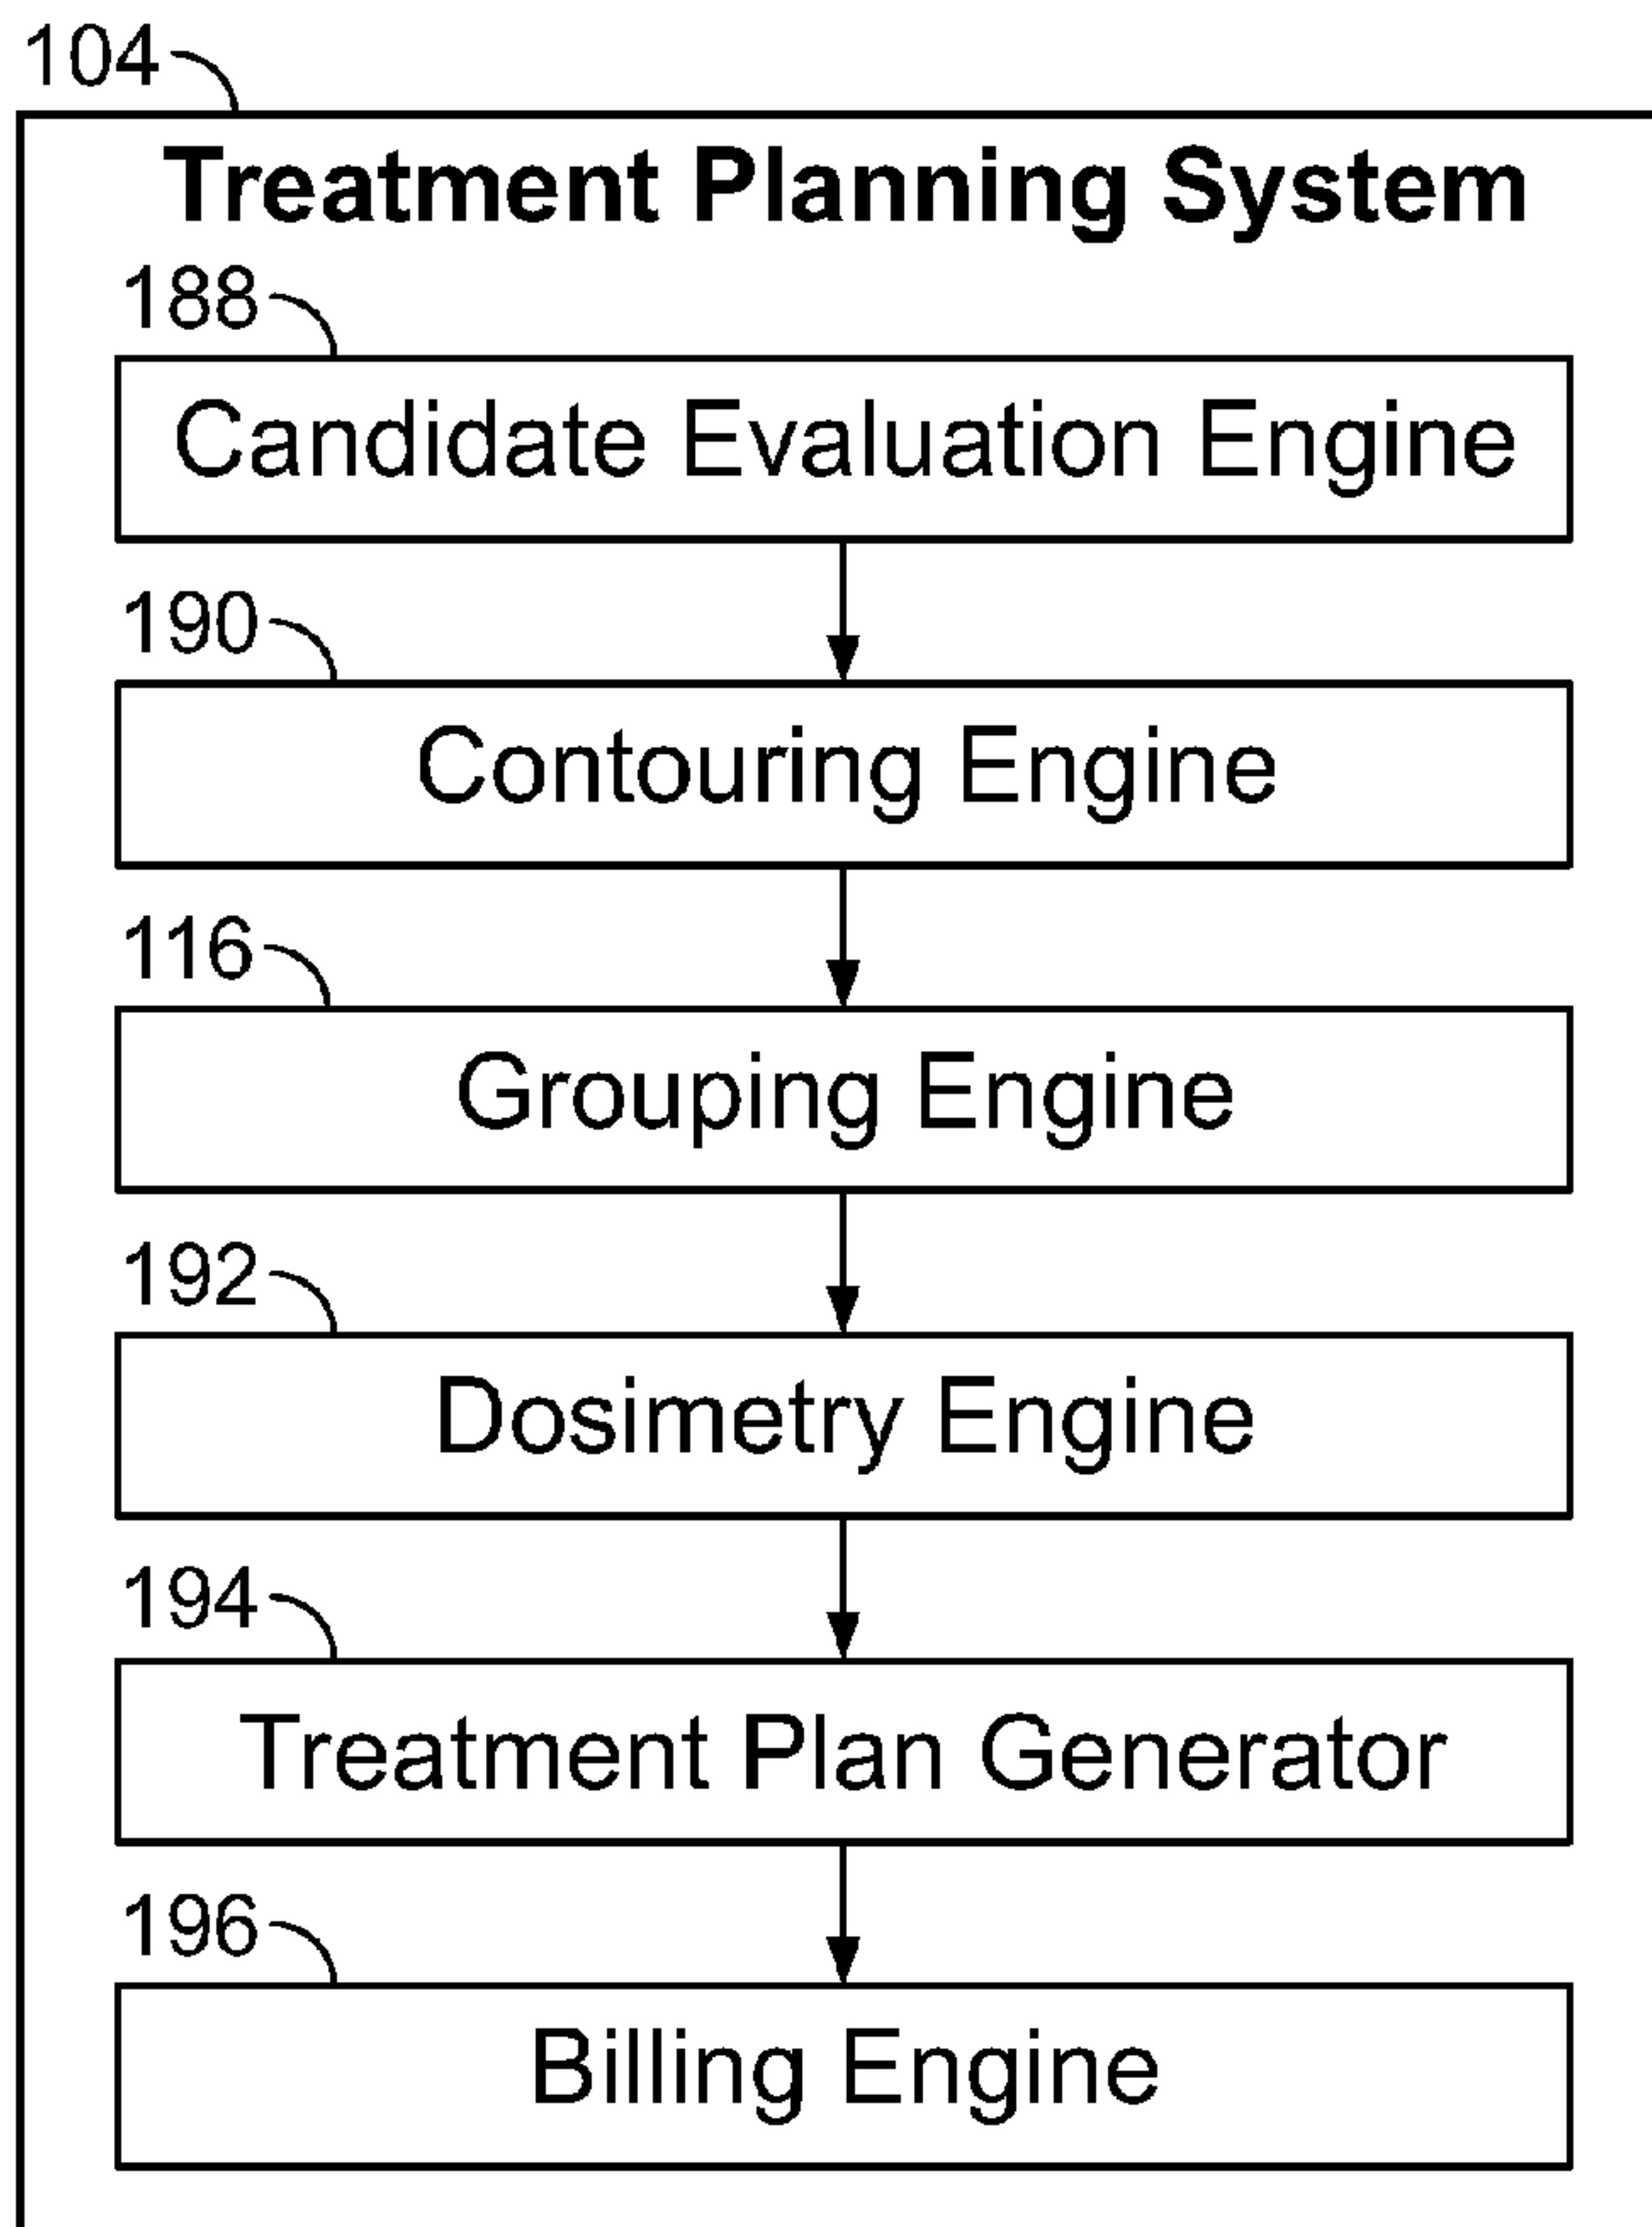 104
Treatment Planning System
188
Candidate Evaluation Engine
190
Contouring Engine
116
Grouping Engine
192
Dosimetry Engine
194
Treatment Plan Generator
196
Billing Engine